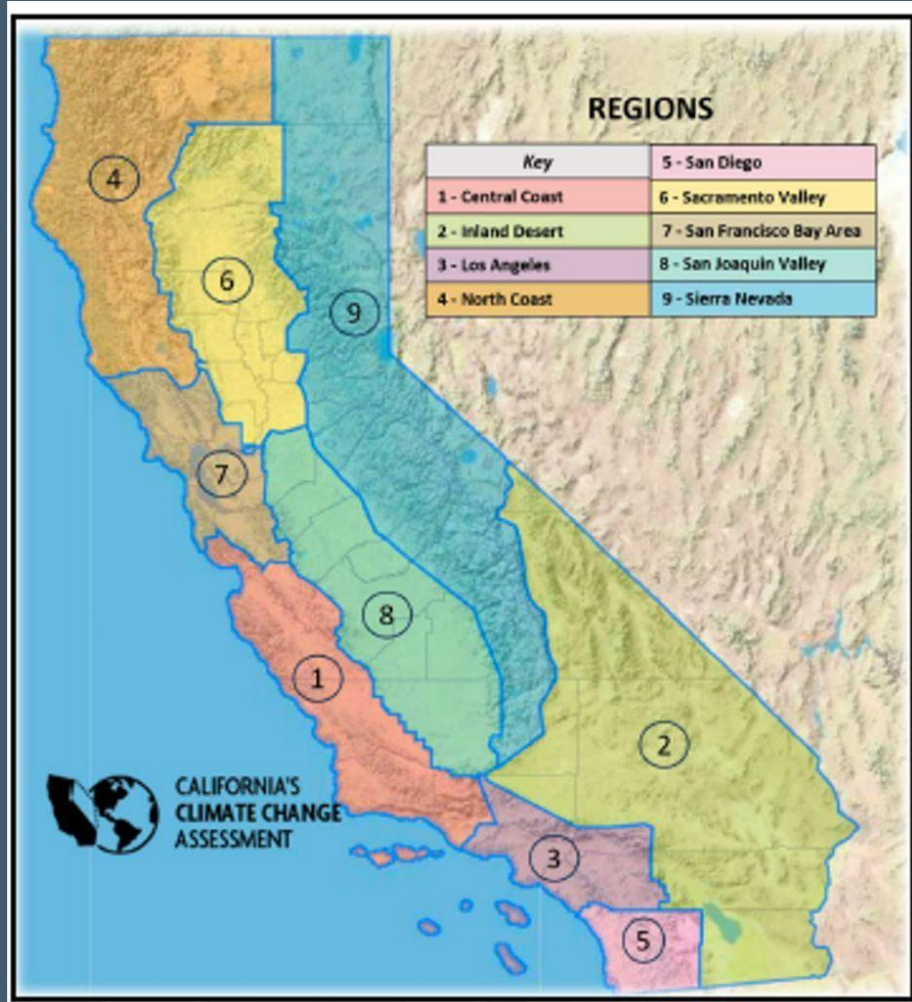 REGIONS
Key
5 - San Diego
1 - Central Coast
6 - Sacramento Valley
2 - Inland Desert
7 - San Francisco Bay Area
3 - Los Angeles
8 - San Joaquin Valley
4 - North Coast
9 - Sierra Nevada
4
6
9
7
8
1
2
CALIFORNIA'S
CLIMATE CHANGE
ASSESSMENT
3
5